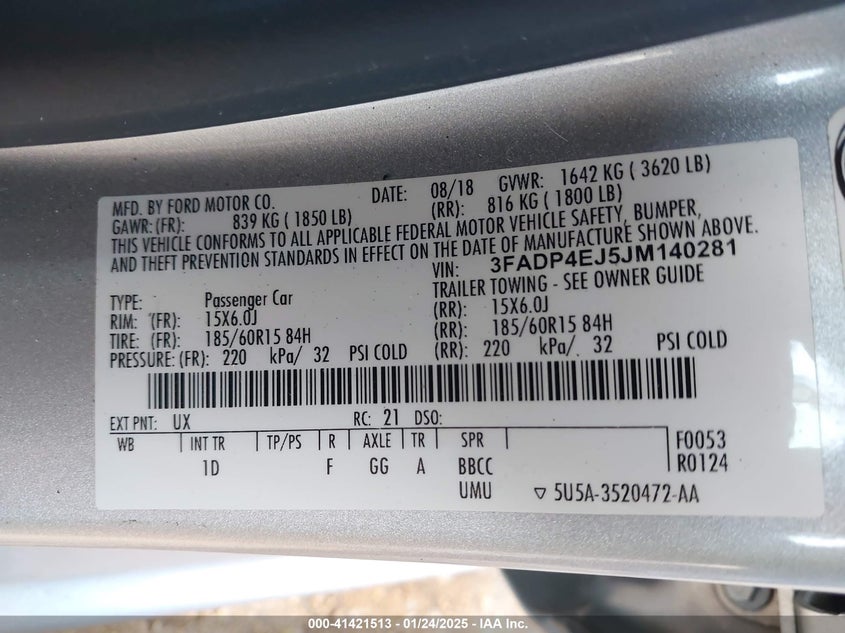 MFD. BY FORD MOTOR CO. DATE: 08/18 GVWR: 1642 KG ( 3620 LB)
GAWR: (FR): 839 KG ( 1850 LB) (RR): 816 KG ( 1800 LB)
THIS VEHICLE CONFORMS TO ALL APPLICABLE FEDERAL MOTOR VEHICLE SAFETY, BUMPER,
AND THEFT PREVENTION STANDARDS IN EFFECT ON THE DATE OF MANUFACTURE SHOWN ABOVE.
VIN: 3FADP4EJ5JM140281
TYPE: Passenger Car TRAILER TOWING - SEE OWNER GUIDE
RIM: (FR): 15X6.0J (RR): 15X6.0J
TIRE: (FR): 185/60R15 84H (RR): 185/60R15 84H
PRESSURE: (FR): 220 kPa/ 32 PSI COLD (RR): 220 kPa/ 32 PSI COLD
EXT PNT: UX RC: 21 DSO:
WB INT TR TP/PS R AXLE TR SPR F0053
1D F GG A BBCC R0124
UMU ▽ 5U5A-3520472-AA
000-41421513 - 01/24/2025 - IAAI Inc.